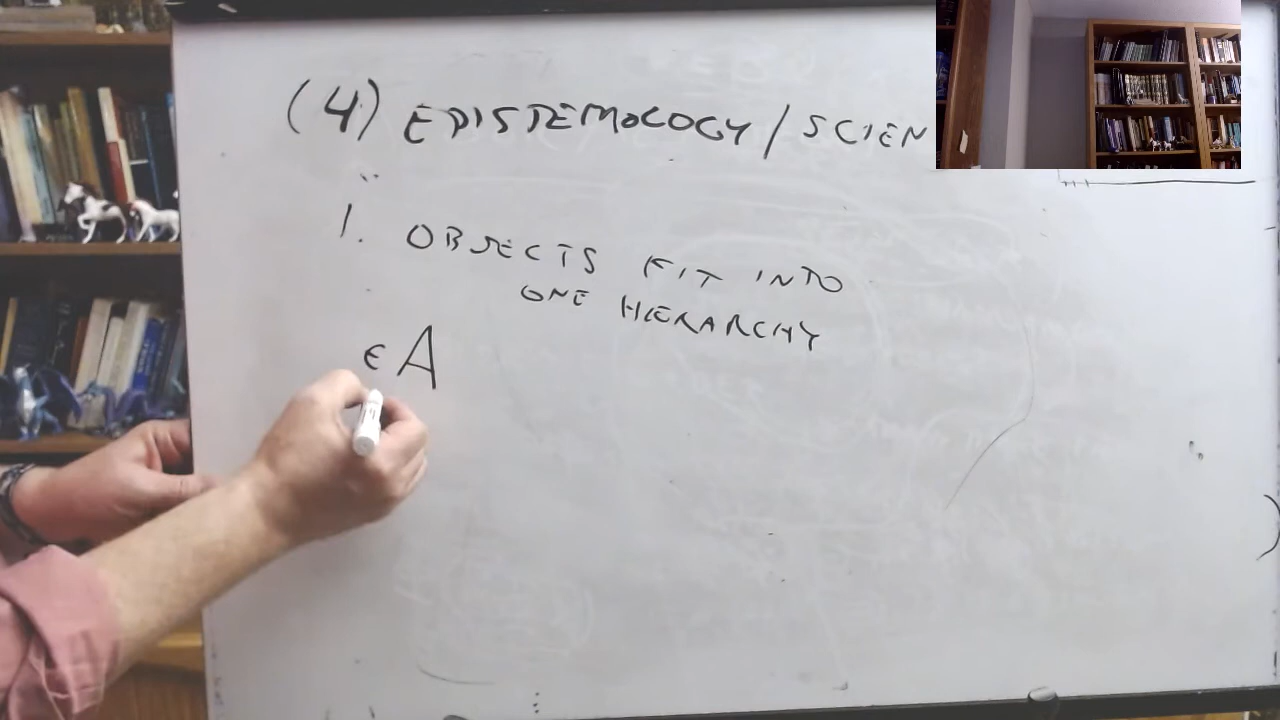 (4) EPISTEMOLOGY / SCIEN
1. OBJECTS FIT INTO
ONE HIERARCHY
∈ A